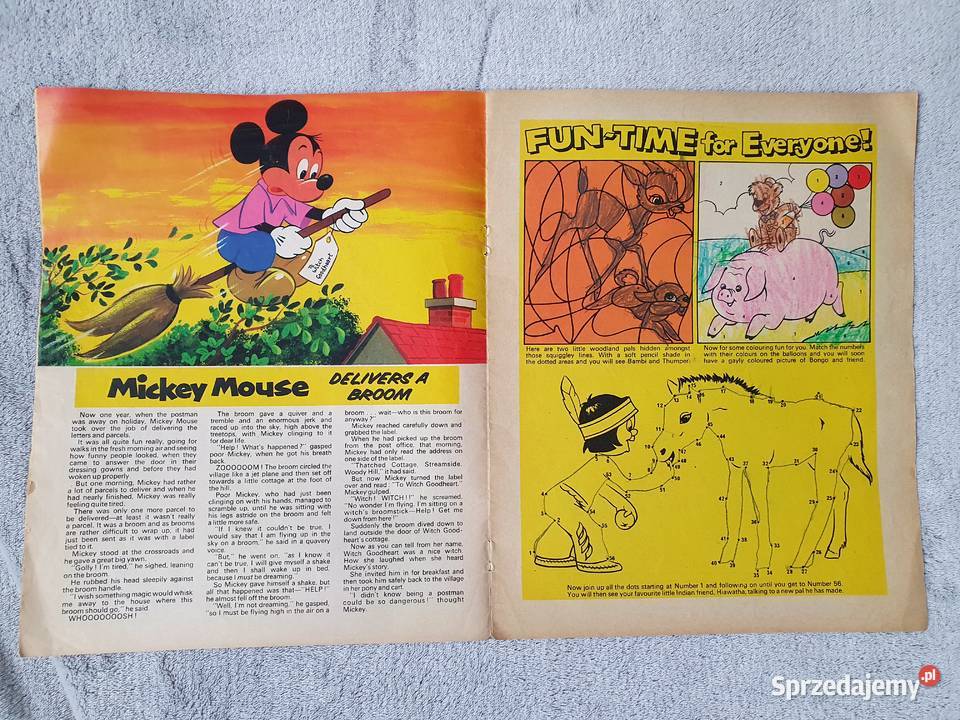 To Witch
Goodheart
Mickey Mouse DELIVERS A
BROOM
Now one year, when the postman
was away on holiday, Mickey Mouse
took over the job of delivering the
letters and parcels.
It was all quite fun really, going for
walks in the fresh morning air and seeing
how funny people looked, when they
came to answer the door in their
dressing gowns and before they had
woken up properly.
But one morning, Mickey had rather
a lot of parcels to deliver and when he
had nearly finished, Mickey was really
feeling quite tired.
There was only one more parcel to
be delivered—at least it wasn't really
a parcel. It was a broom and as brooms
are rather difficult to wrap up, it had
just been sent as it was with a label
tied to it.
Mickey stood at the crossroads and
he gave a great big yawn.
"Golly! I'm tired," he sighed, leaning
on the broom.
He rubbed his head sleepily against
the broom handle.
"I wish something magic would whisk
me away to the house where this
broom should go," he said.
WHOOOOOOOSH!
The broom gave a quiver and a
tremble and an enormous jerk and
raced up into the sky, high above the
treetops, with Mickey clinging to it
for dear life.
"Help! What's happened?" gasped
poor Mickey, when he got his breath
back.
ZOOOOOOM! The broom circled the
village like a jet plane and then set off
towards a little cottage at the foot of
the hill.
Poor Mickey, who had just been
clinging on with his hands, managed to
scramble up, until he was sitting with
his legs astride on the broom and felt
a little more safe.
"If I knew it couldn't be true, I
would say that I am flying up in the
sky on a broom," he said in a quavery
voice.
"But," he went on, "as I know it
can't be true, I will give myself a shake
and then I shall wake up in bed,
because I must be dreaming."
So Mickey gave himself a shake, but
all that happened was that—"HELP!"
he almost fell off the broom.
"Well, I'm not dreaming," he gasped,
"so I must be flying high in the air on a
broom . . . wait—who is this broom for
anyway?"
Mickey reached carefully down and
grabbed the label.
When he had picked up the broom
from the post office, that morning,
Mickey had only read the address on
one side of the label.
"Thatched Cottage, Streamside,
Woody Hill," it had said.
But now Mickey turned the label
over and read: "To Witch Goodheart."
Mickey gulped.
"Witch! WITCH!!" he screamed.
"No wonder I'm flying. I'm sitting on a
witch's broomstick—Help! Get me
down from here!"
Suddenly the broom dived down to
land outside the door of Witch Good-
heart's cottage.
Now as you can tell from her name,
Witch Goodheart was a nice witch.
How she laughed when she heard
Mickey's story.
She invited him in for breakfast and
then took him safely back to the village
in her pony and cart.
"I didn't know being a postman
could be so dangerous!" thought
Mickey.
FUN-TIME for Everyone!
Here are two little woodland pals hidden amongst
those squiggley lines. With a soft pencil shade in
the dotted areas and you will see Bambi and Thumper.
Now for some colouring fun for you. Match the numbers
with their colours on the balloons and you will soon
have a gayly coloured picture of Bongo and friend.
Now join up all the dots starting at Number 1 and following on until you get to Number 56.
You will then see your favourite little Indian friend, Hiawatha, talking to a new pal he has made.
Sprzedajemy.pl